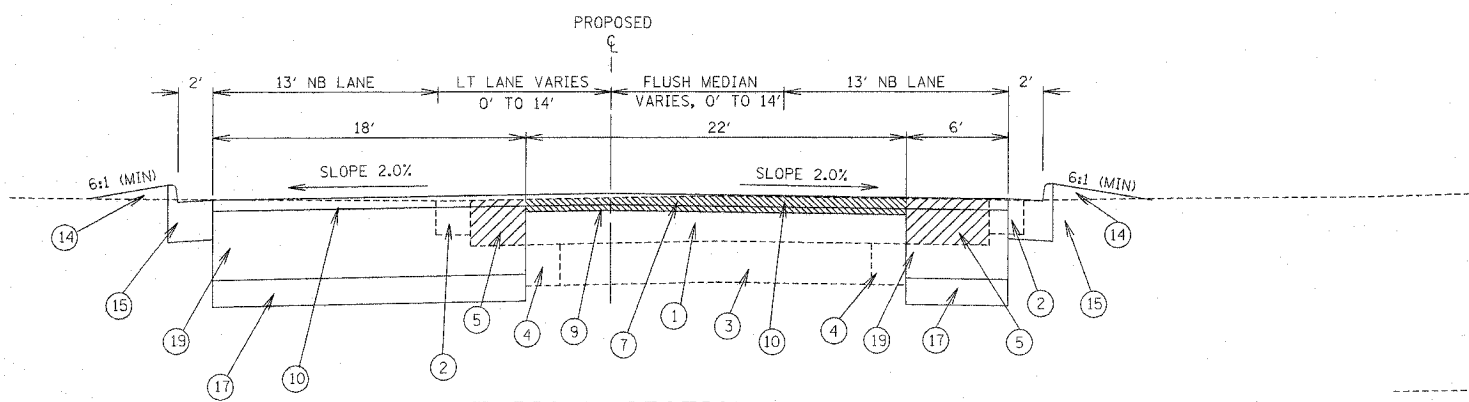 PROPOSED
℄
2'
13' NB LANE
LT LANE VARIES
0' TO 14'
FLUSH MEDIAN
VARIES, 0' TO 14'
13' NB LANE
2'
18'
22'
6'
6:1 (MIN)
SLOPE 2.0%
SLOPE 2.0%
6:1 (MIN)
14
15
19
17
10
2
5
4
9
7
1
3
10
4
19
17
5
2
15
14